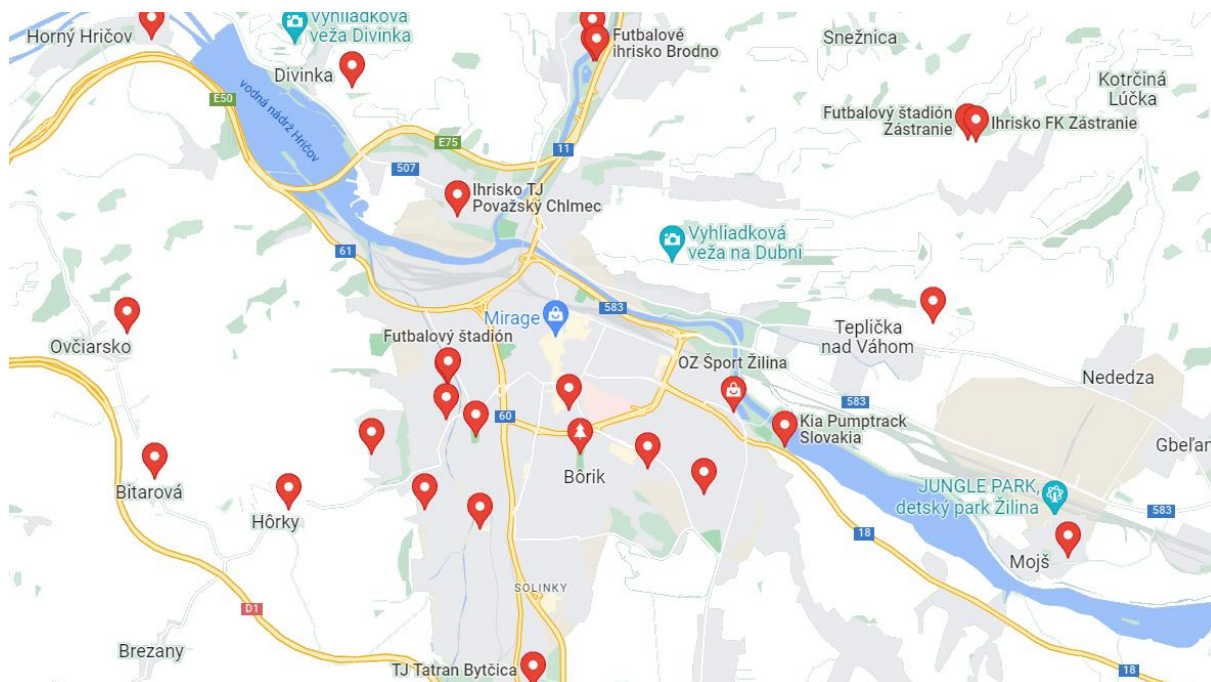 Horný Hričov
Vyhliadková
veža Divinka
Futbalové
ihrisko Brodno
Snežnica
Divinka
Kotrčiná
Lúčka
E50
vodná nádrž Hričov
Futbalový štadión
Zástranie
Ihrisko FK Zástranie
E75
11
507
Ihrisko TJ
Považský Chlmec
Vyhliadková
veža na Dubni
61
583
Mirage
Teplička
nad Váhom
Ovčiarsko
Futbalový štadión
OZ Šport Žilina
Nededza
583
60
Kia Pumptrack
Slovakia
Gbeľan
Bôrik
Bitarová
JUNGLE PARK,
detský park Žilina
583
Hôrky
18
Mojš
SOLINKY
D1
Brezany
TJ Tatran Bytčica
18